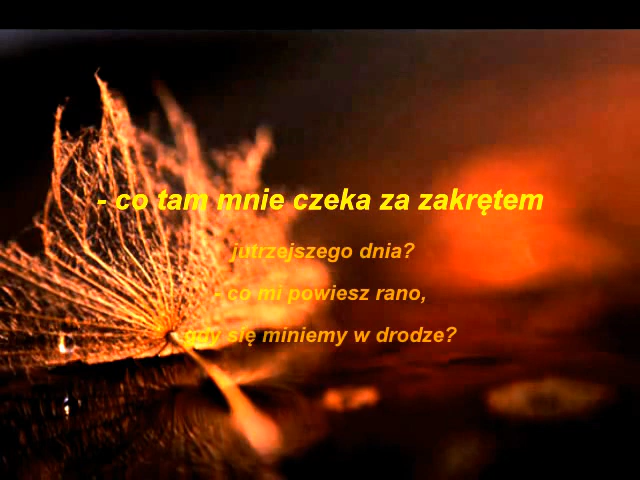 - co tam mnie czeka za zakrętem
jutrzejszego dnia?
- co mi powiesz rano,
gdy się miniemy w drodze?